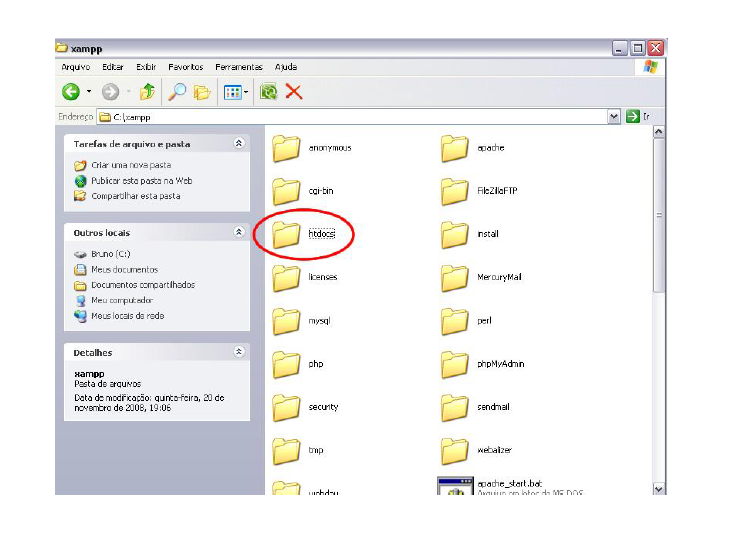 xampp
Arquivo Editar Exibir Favoritos Ferramentas Ajuda
Endereço C:\xampp Ir
Tarefas de arquivo e pasta
Criar uma nova pasta
Publicar esta pasta na Web
Compartilhar esta pasta
Outros locais
Bruno (C:)
Meus documentos
Documentos compartilhados
Meu computador
Meus locais de rede
Detalhes
xampp
Pasta de arquivos
Data de modificação: quinta-feira, 20 de
novembro de 2008, 19:06
anonymous apache
cgi-bin FileZillaFTP
htdocs install
licenses MercuryMail
mysql perl
php phpMyAdmin
security sendmail
tmp webalizer
webdav apache_start.bat
Arquivo em lotes do MS-DOS